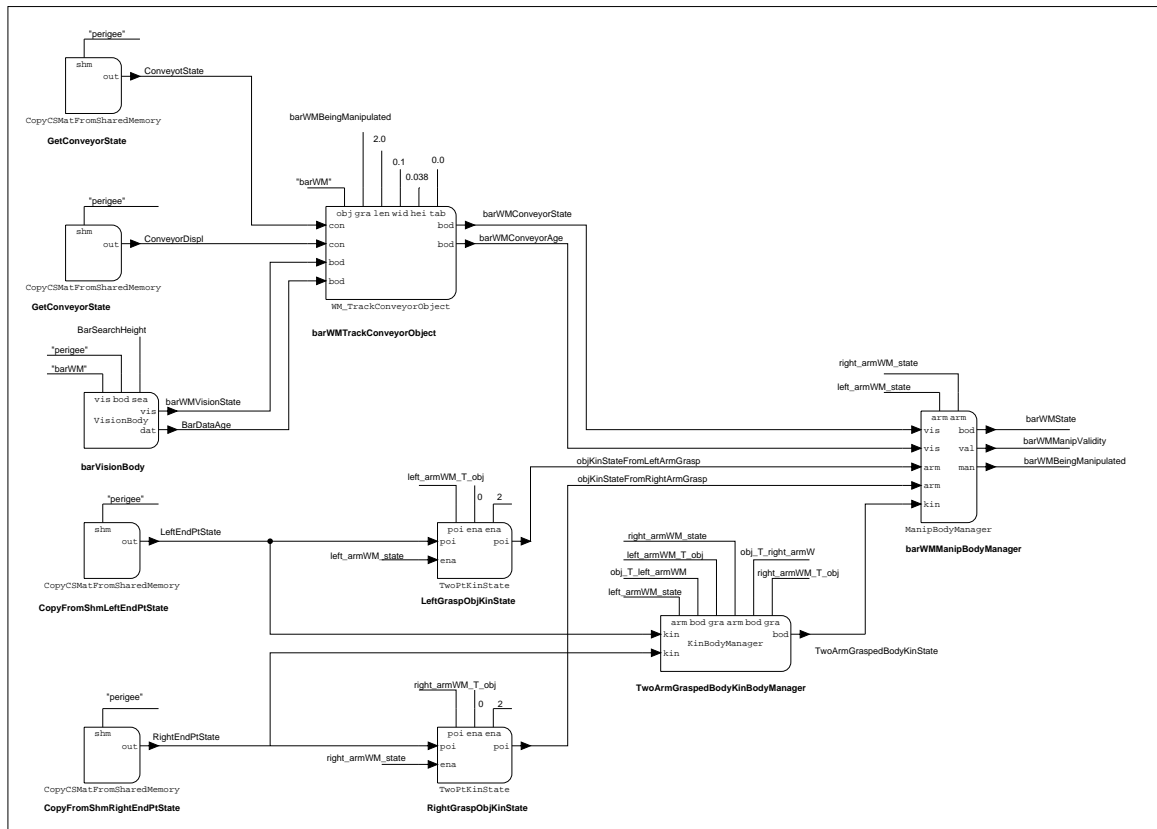 "perigee"
shm
out
ConveyotState
CopyCSMatFromSharedMemory
GetConveyorState
"perigee"
shm
out
ConveyorDispl
CopyCSMatFromSharedMemory
GetConveyorState
BarSearchHeight
"perigee"
"barWM"
vis bod sea
vis
VisionBody
dat
barWMVisionState
BarDataAge
barVisionBody
barWMBeingManipulated
2.0
0.1
0.038
0.0
"barWM"
obj gra len wid hei tab
con
con
bod
bod
bod
bod
WM_TrackConveyorObject
barWMTrackConveyorObject
barWMConveyorState
barWMConveyorAge
"perigee"
shm
out
LeftEndPtState
CopyCSMatFromSharedMemory
CopyFromShmLeftEndPtState
left_armWM_T_obj
0
2
left_armWM_state
poi ena ena
poi
poi
ena
TwoPtKinState
LeftGraspObjKinState
objKinStateFromLeftArmGrasp
objKinStateFromRightArmGrasp
"perigee"
shm
out
RightEndPtState
CopyCSMatFromSharedMemory
CopyFromShmRightEndPtState
right_armWM_T_obj
0
2
right_armWM_state
poi ena ena
poi
poi
ena
TwoPtKinState
RightGraspObjKinState
right_armWM_state
left_armWM_T_obj
obj_T_left_armWM
left_armWM_state
obj_T_right_armW
right_armWM_T_obj
arm bod gra arm bod gra
kin
bod
KinBodyManager
kin
TwoArmGraspedBodyKinBodyManager
TwoArmGraspedBodyKinState
right_armWM_state
left_armWM_state
arm arm
vis
vis
arm
arm
kin
bod
val
man
ManipBodyManager
barWMManipBodyManager
barWMState
barWMManipValidity
barWMBeingManipulated